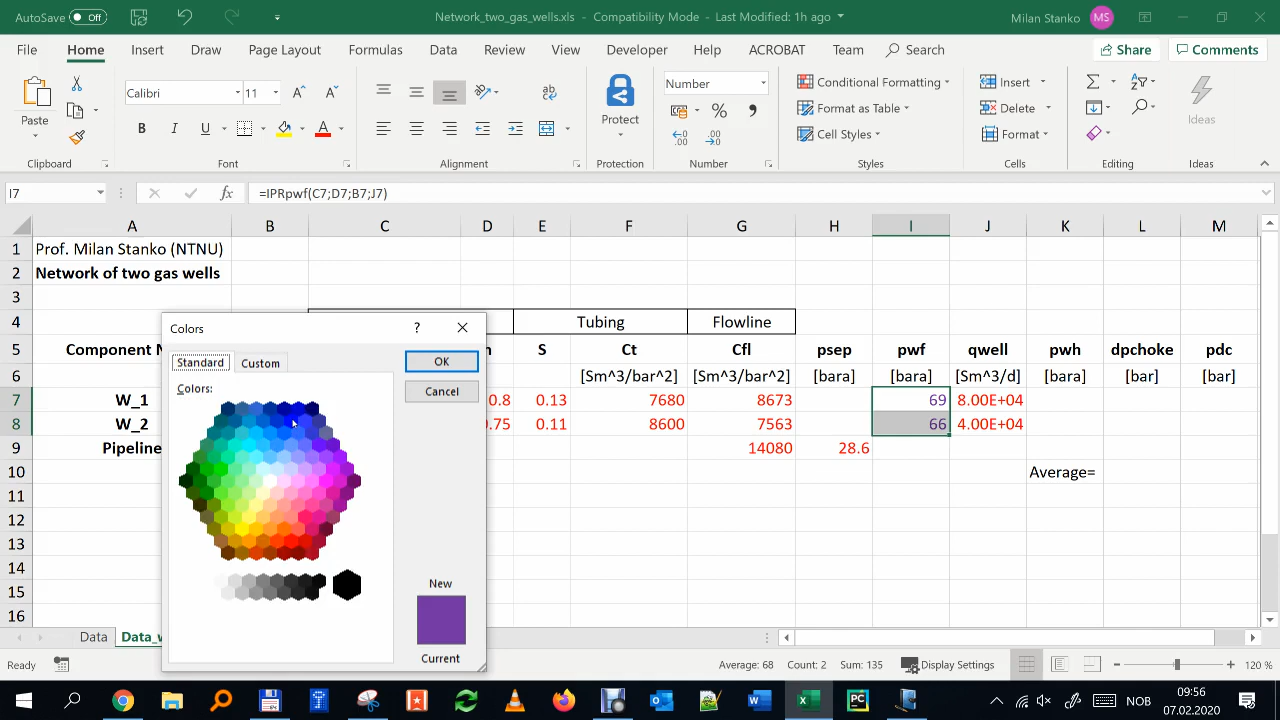 AutoSave Off
Network_two_gas_wells.xls - Compatibility Mode - Last Modified: 1h ago
Milan Stanko MS
File Home Insert Draw Page Layout Formulas Data Review View Developer Help ACROBAT Team Search Share Comments
Paste
Calibri 11
B I U A
Number
Protect
Conditional Formatting
Format as Table
Cell Styles
Insert
Delete
Format
Ideas
Clipboard Font Alignment Protection Number Styles Cells Editing Ideas
I7 fx =IPRpwf(C7;D7;B7;J7)
A B C D E F G H I J K L M
1 Prof. Milan Stanko (NTNU)
2 Network of two gas wells
3
4 Tubing Flowline
5 Component N n S Ct Cfl psep pwf qwell pwh dpchoke pdc
6 [Sm^3/bar^2] [Sm^3/bar^2] [bara] [bara] [Sm^3/d] [bara] [bar] [bar]
7 W_1 0.8 0.13 7680 8673 69 8.00E+04
8 W_2 0.75 0.11 8600 7563 66 4.00E+04
9 Pipeline 14080 28.6
10 Average=
11
12
13
14
15
16
Colors ?
Standard Custom
Colors:
OK
Cancel
New
Current
Data Data_w
Ready Average: 68 Count: 2 Sum: 135 Display Settings 120 %
NOB 09:56
07.02.2020